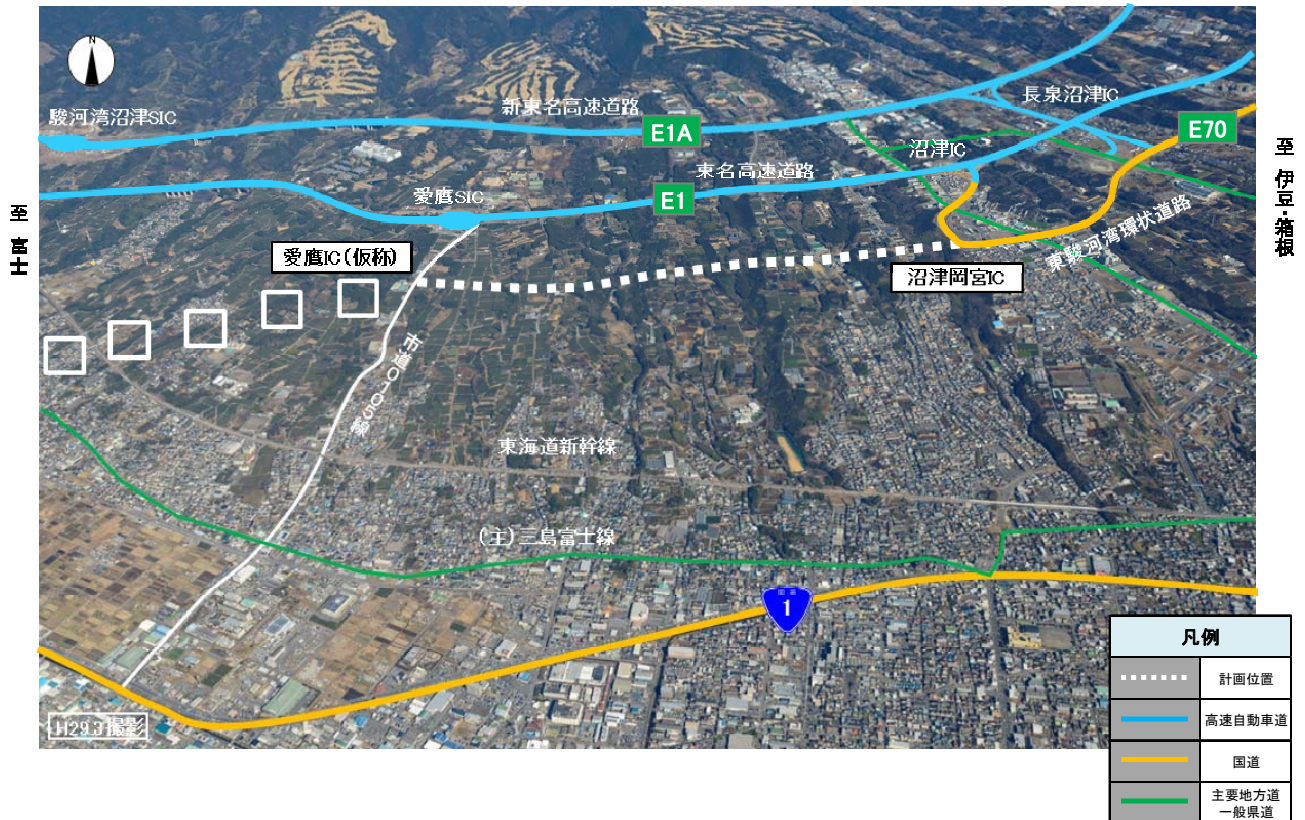 N
駿河湾沼津SIC
新東名高速道路
E1A
長泉沼津IC
E70
沼津IC
東名高速道路
E1
愛鷹SIC
至 富士
至 伊豆・箱根
愛鷹IC(仮称)
沼津岡宮IC
東駿河湾環状道路
市道0105線
東海道新幹線
(主)三島富士線
国道
1
H29.3撮影
凡例
計画位置
高速自動車道
国道
主要地方道
一般県道